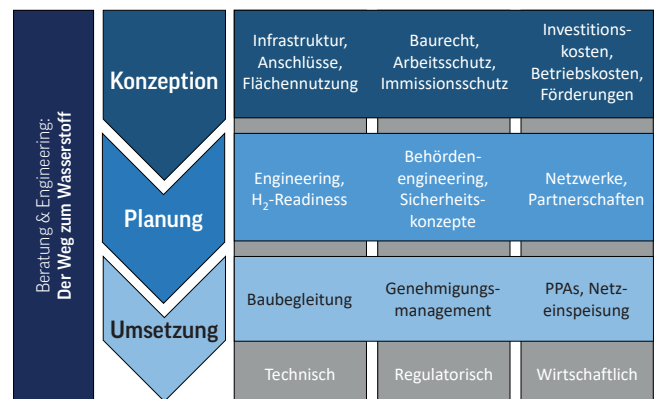 Beratung & Engineering:
Der Weg zum Wasserstoff
Konzeption
Infrastruktur,
Anschlüsse,
Flächennutzung
Baurecht,
Arbeitsschutz,
Immissionsschutz
Investitions-
kosten,
Betriebskosten,
Förderungen
Planung
Engineering,
H₂-Readiness
Behörden-
engineering,
Sicherheits-
konzepte
Netzwerke,
Partnerschaften
Umsetzung
Baubegleitung
Genehmigungs-
management
PPAs, Netz-
einspeisung
Technisch
Regulatorisch
Wirtschaftlich